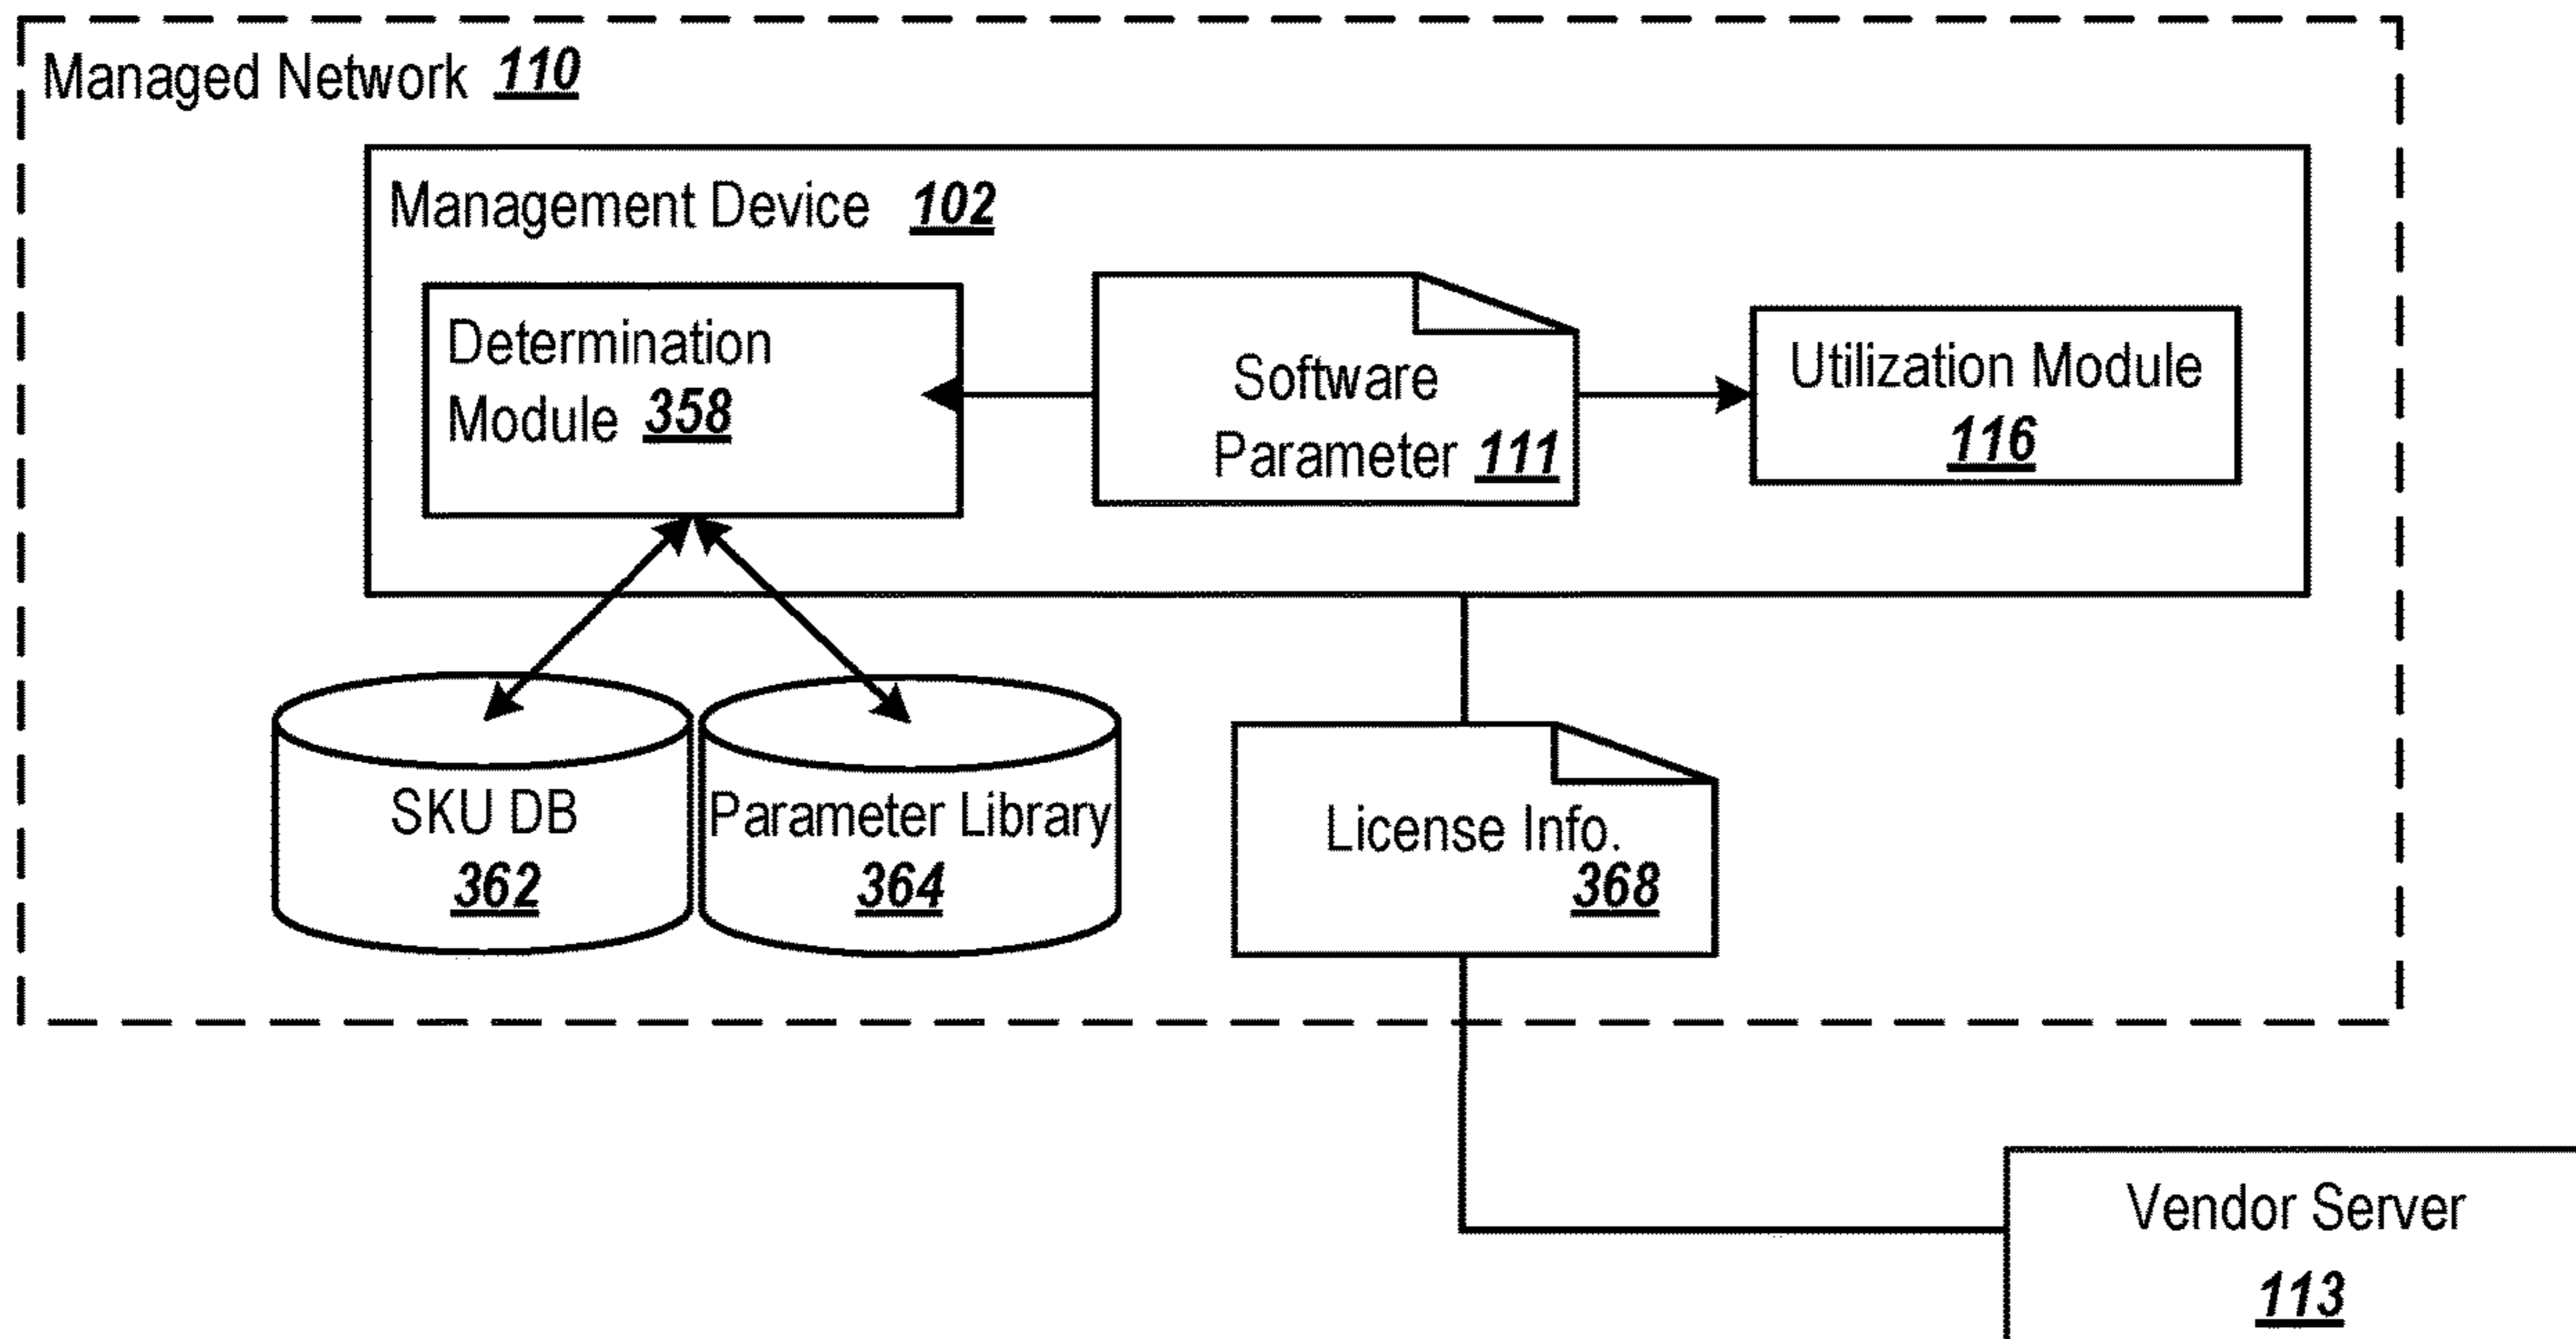 Managed Network 110
Management Device 102
Determination
Module 358
Software
Parameter 111
Utilization Module
116
SKU DB
362
Parameter Library
364
License Info.
368
Vendor Server
113